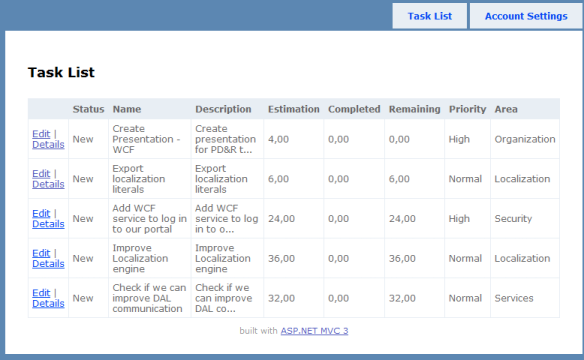 Task List Account Settings
Task List
Status Name Description Estimation Completed Remaining Priority Area
Edit | Details New Create Presentation - WCF Create presentation for PD&R t... 4,00 0,00 0,00 High Organization
Edit | Details New Export localization literals Export localization literals 6,00 0,00 6,00 Normal Localization
Edit | Details New Add WCF service to log in to our portal Add WCF service to log in to o... 24,00 0,00 24,00 High Security
Edit | Details New Improve Localization engine Improve Localization engine 36,00 0,00 36,00 Normal Localization
Edit | Details New Check if we can improve DAL communication Check if we can improve DAL co... 32,00 0,00 32,00 Normal Services
built with ASP.NET MVC 3